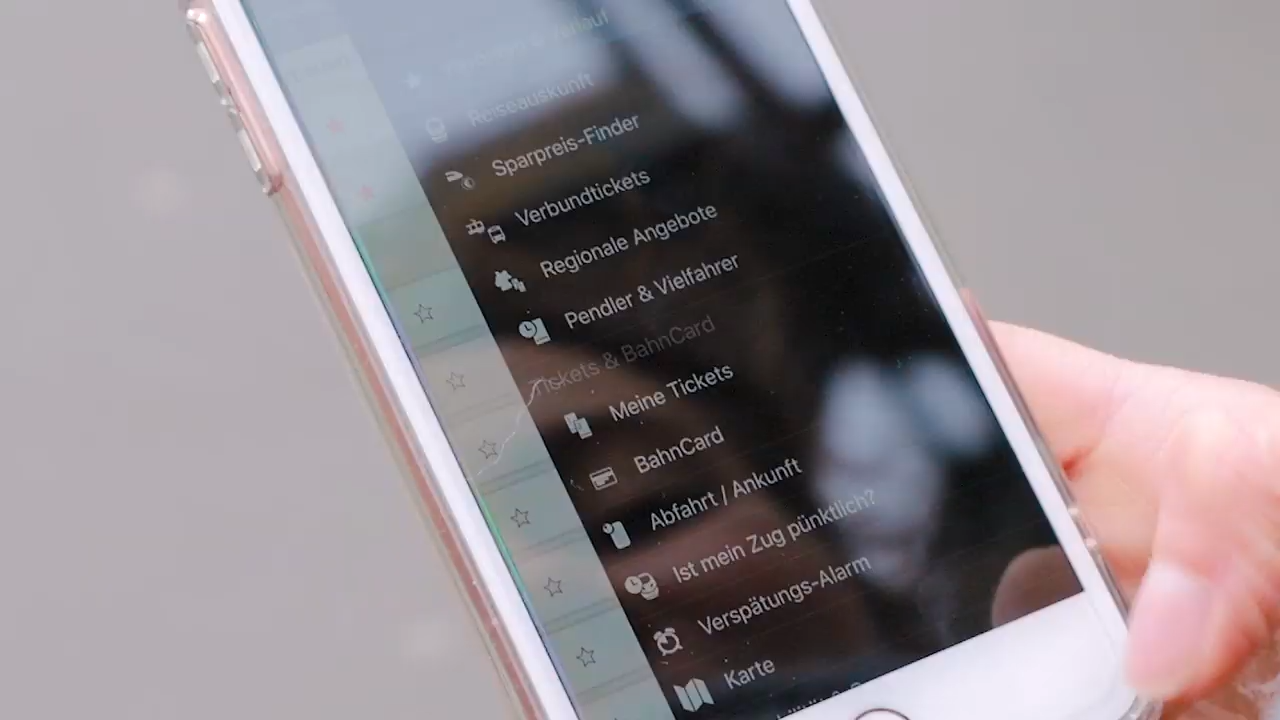 Reiseauskunft
Sparpreis-Finder
Verbundtickets
Regionale Angebote
Pendler & Vielfahrer
Tickets & BahnCard
Meine Tickets
BahnCard
Abfahrt / Ankunft
Ist mein Zug pünktlich?
Verspätungs-Alarm
Karte